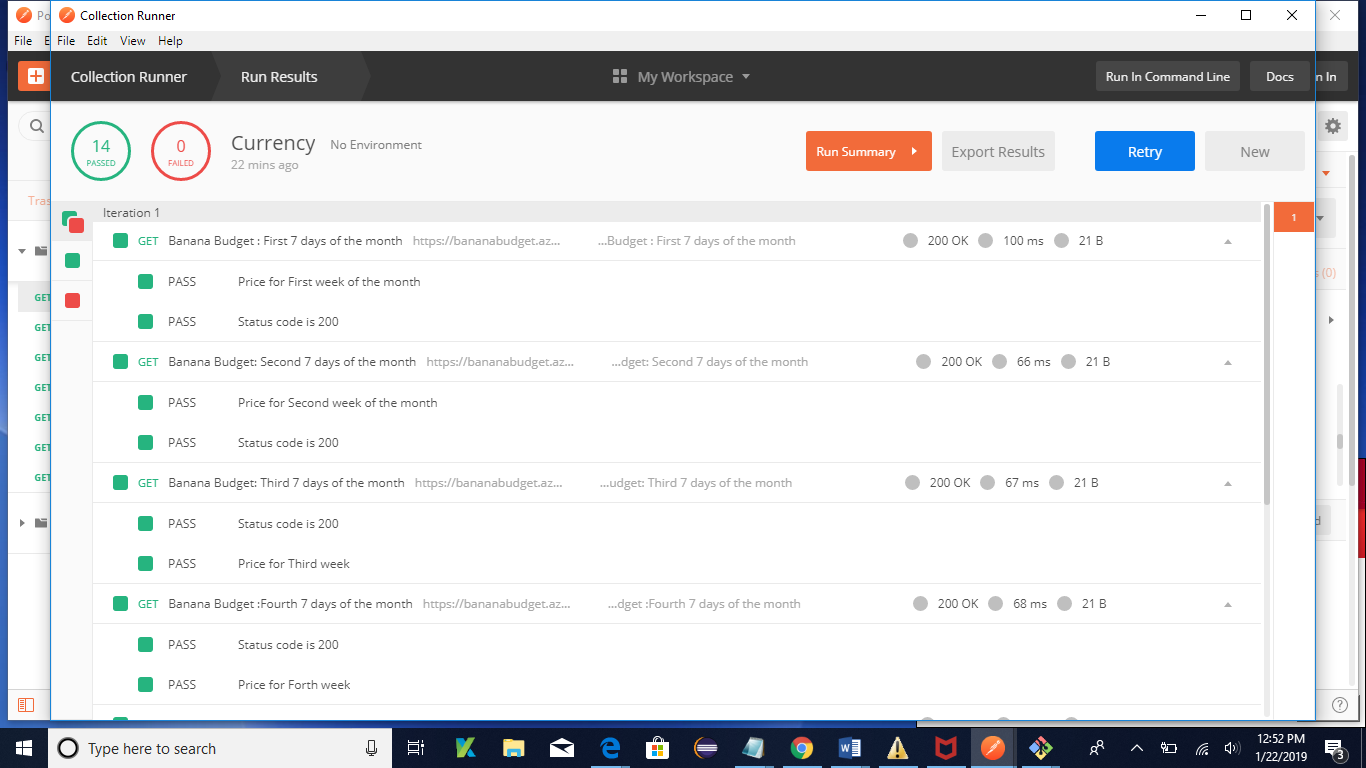 Po
Collection Runner
File E
File Edit View Help
Collection Runner
Run Results
My Workspace
Run In Command Line
Docs
n In
14
PASSED
0
FAILED
Currency
No Environment
22 mins ago
Run Summary
Export Results
Retry
New
Tras
s (0)
d
Iteration 1
1
GET Banana Budget : First 7 days of the month https://bananabudget.az... ...Budget : First 7 days of the month 200 OK 100 ms 21 B
PASS Price for First week of the month
PASS Status code is 200
GET Banana Budget: Second 7 days of the month https://bananabudget.az... ...dget: Second 7 days of the month 200 OK 66 ms 21 B
PASS Price for Second week of the month
PASS Status code is 200
GET Banana Budget: Third 7 days of the month https://bananabudget.az... ...udget: Third 7 days of the month 200 OK 67 ms 21 B
PASS Status code is 200
PASS Price for Third week
GET Banana Budget :Fourth 7 days of the month https://bananabudget.az... ...dget :Fourth 7 days of the month 200 OK 68 ms 21 B
PASS Status code is 200
PASS Price for Forth week
GET
GET
GET
GET
GET
GET
GET
Type here to search
12:52 PM
1/22/2019
3